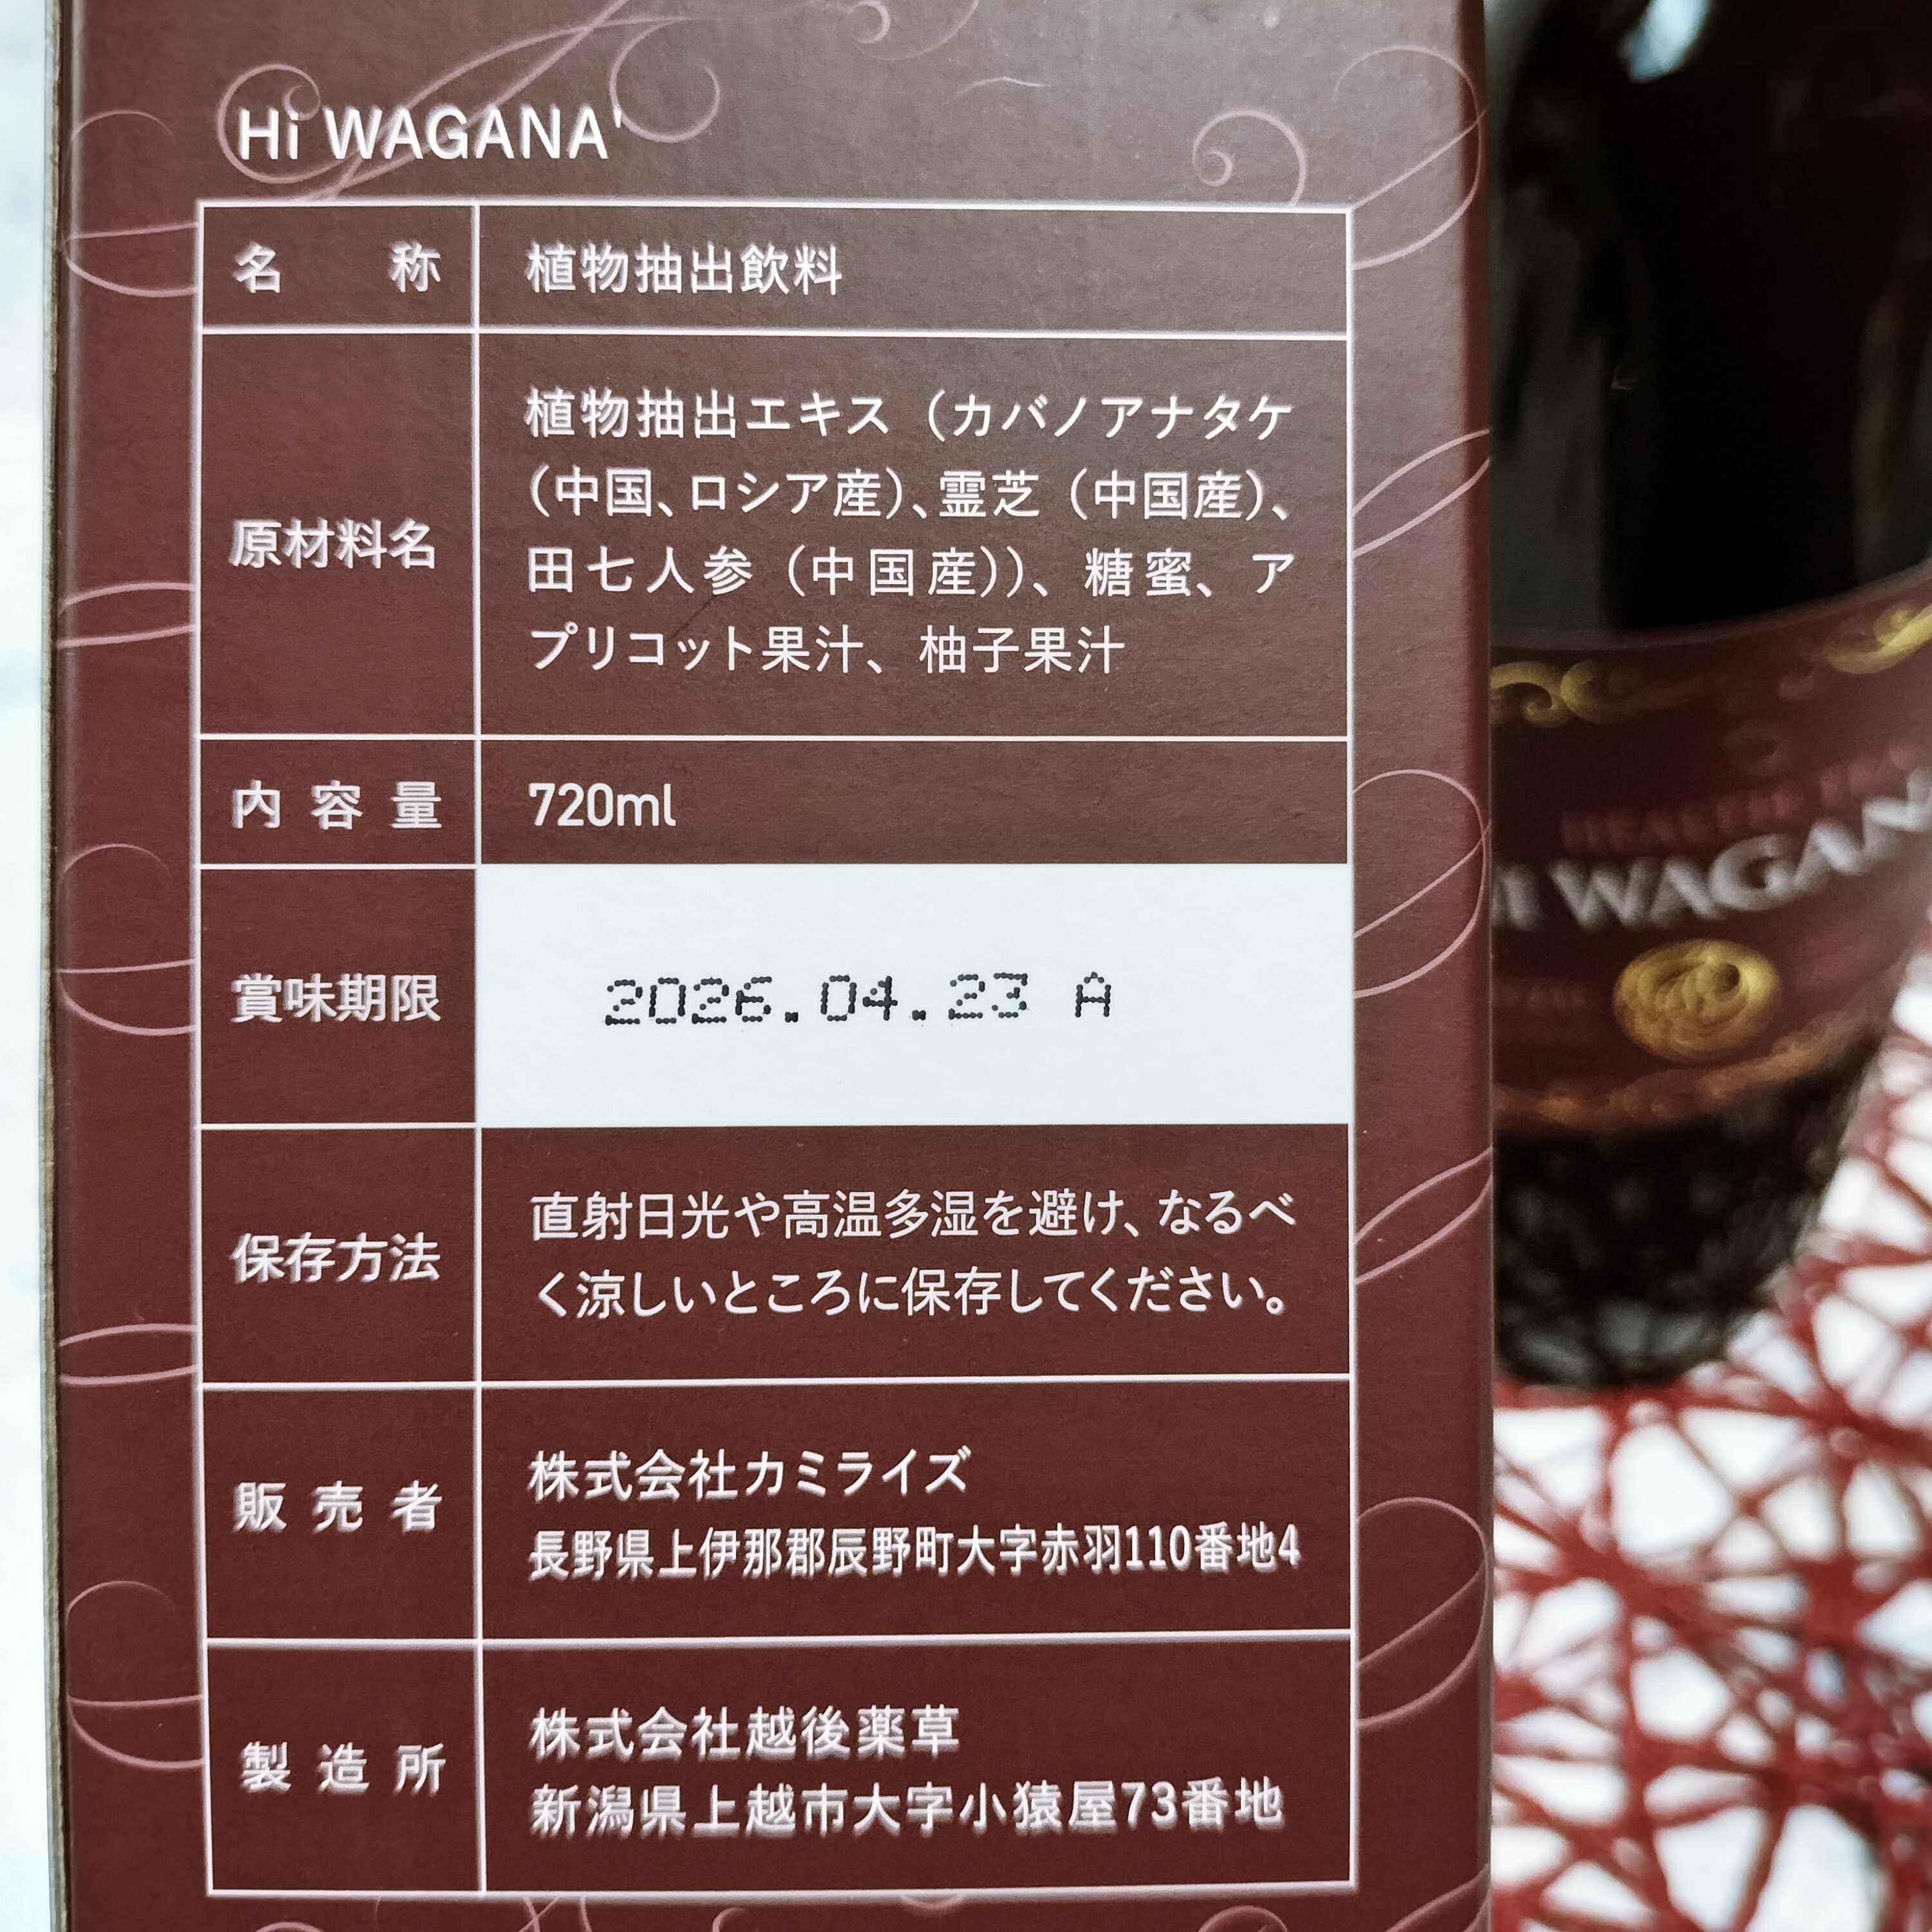 Hi WAGANA'
名称 植物抽出飲料
原材料名
植物抽出エキス（カバノアナタケ
（中国、ロシア産）、霊芝（中国産）、
田七人参（中国産））、糖蜜、ア
プリコット果汁、柚子果汁
内容量 720ml
賞味期限 2026.04.23 A
保存方法
直射日光や高温多湿を避け、なるべ
く涼しいところに保存してください。
販売者
株式会社カミライズ
長野県上伊那郡辰野町大字赤羽110番地4
製造所
株式会社越後薬草
新潟県上越市大字小猿屋73番地
WAGAN